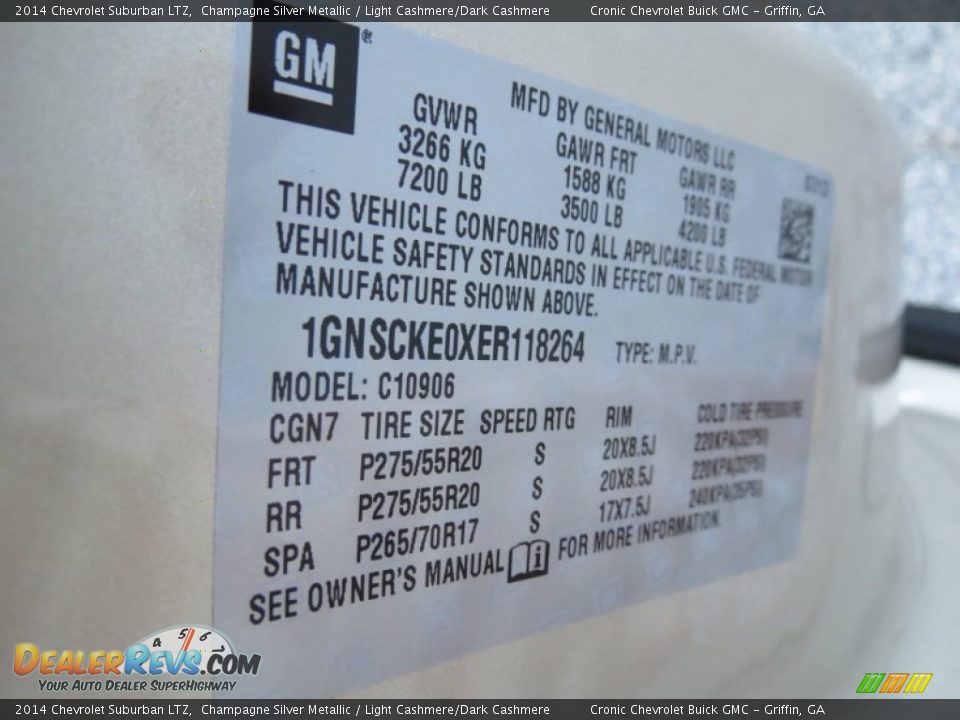 2014 Chevrolet Suburban LTZ,  Champagne Silver Metallic / Light Cashmere/Dark Cashmere    Cronic Chevrolet Buick GMC - Griffin, GA
GM ®
MFD BY GENERAL MOTORS LLC
GVWR GAWR FRT GAWR RR
3266 KG 1588 KG 1905 KG
7200 LB 3500 LB 4200 LB
THIS VEHICLE CONFORMS TO ALL APPLICABLE U.S. FEDERAL MOTOR
VEHICLE SAFETY STANDARDS IN EFFECT ON THE DATE OF
MANUFACTURE SHOWN ABOVE.
1GNSCKE0XER118264 TYPE: M.P.V.
MODEL: C10906
CGN7 TIRE SIZE SPEED RTG RIM COLD TIRE PRESSURE
FRT P275/55R20 S 20X8.5J 220KPA(32PSI)
RR P275/55R20 S 20X8.5J 220KPA(32PSI)
SPA P265/70R17 S 17X7.5J 240KPA(35PSI)
SEE OWNER'S MANUAL i FOR MORE INFORMATION.
4 5 6
DEALERREVS.COM
YOUR AUTO DEALER SUPERHIGHWAY
2014 Chevrolet Suburban LTZ,  Champagne Silver Metallic / Light Cashmere/Dark Cashmere    Cronic Chevrolet Buick GMC - Griffin, GA